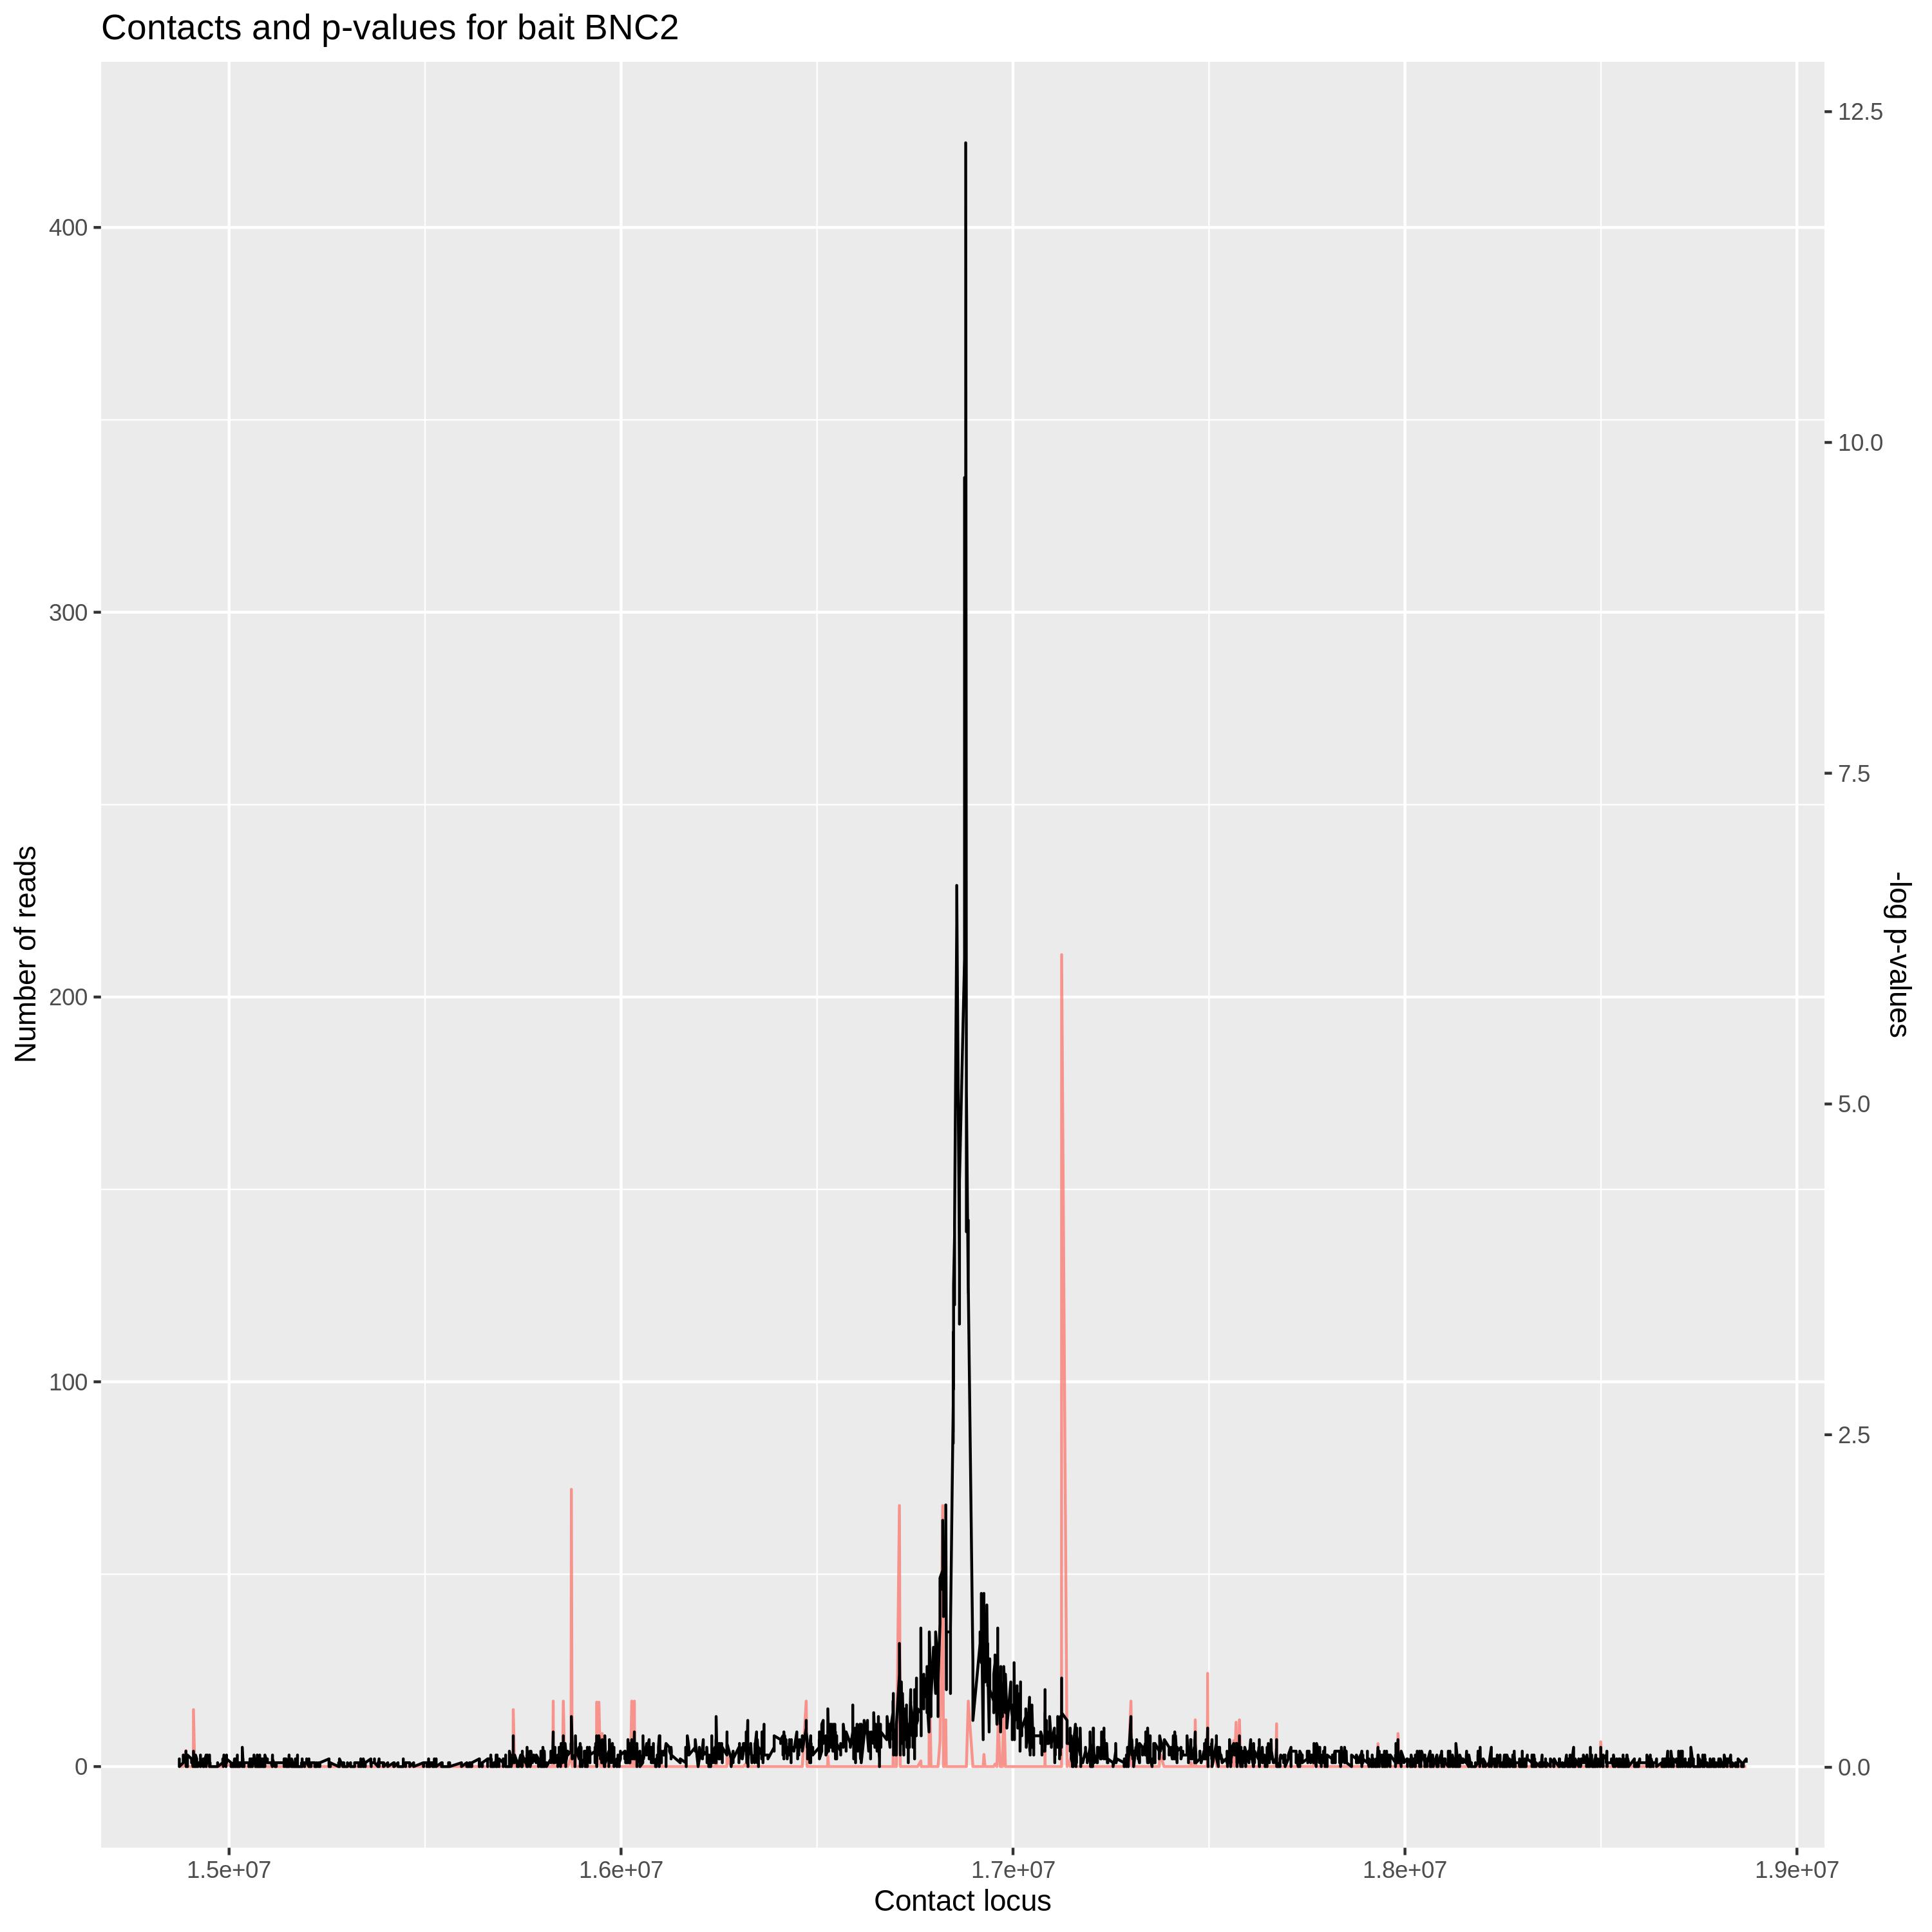 Contacts and p-values for bait BNC2
Number of reads
400
300
200
100
0
12.5
10.0
7.5
5.0
2.5
0.0
-log p-values
1.5e+07
1.6e+07
1.7e+07
1.8e+07
1.9e+07
Contact locus